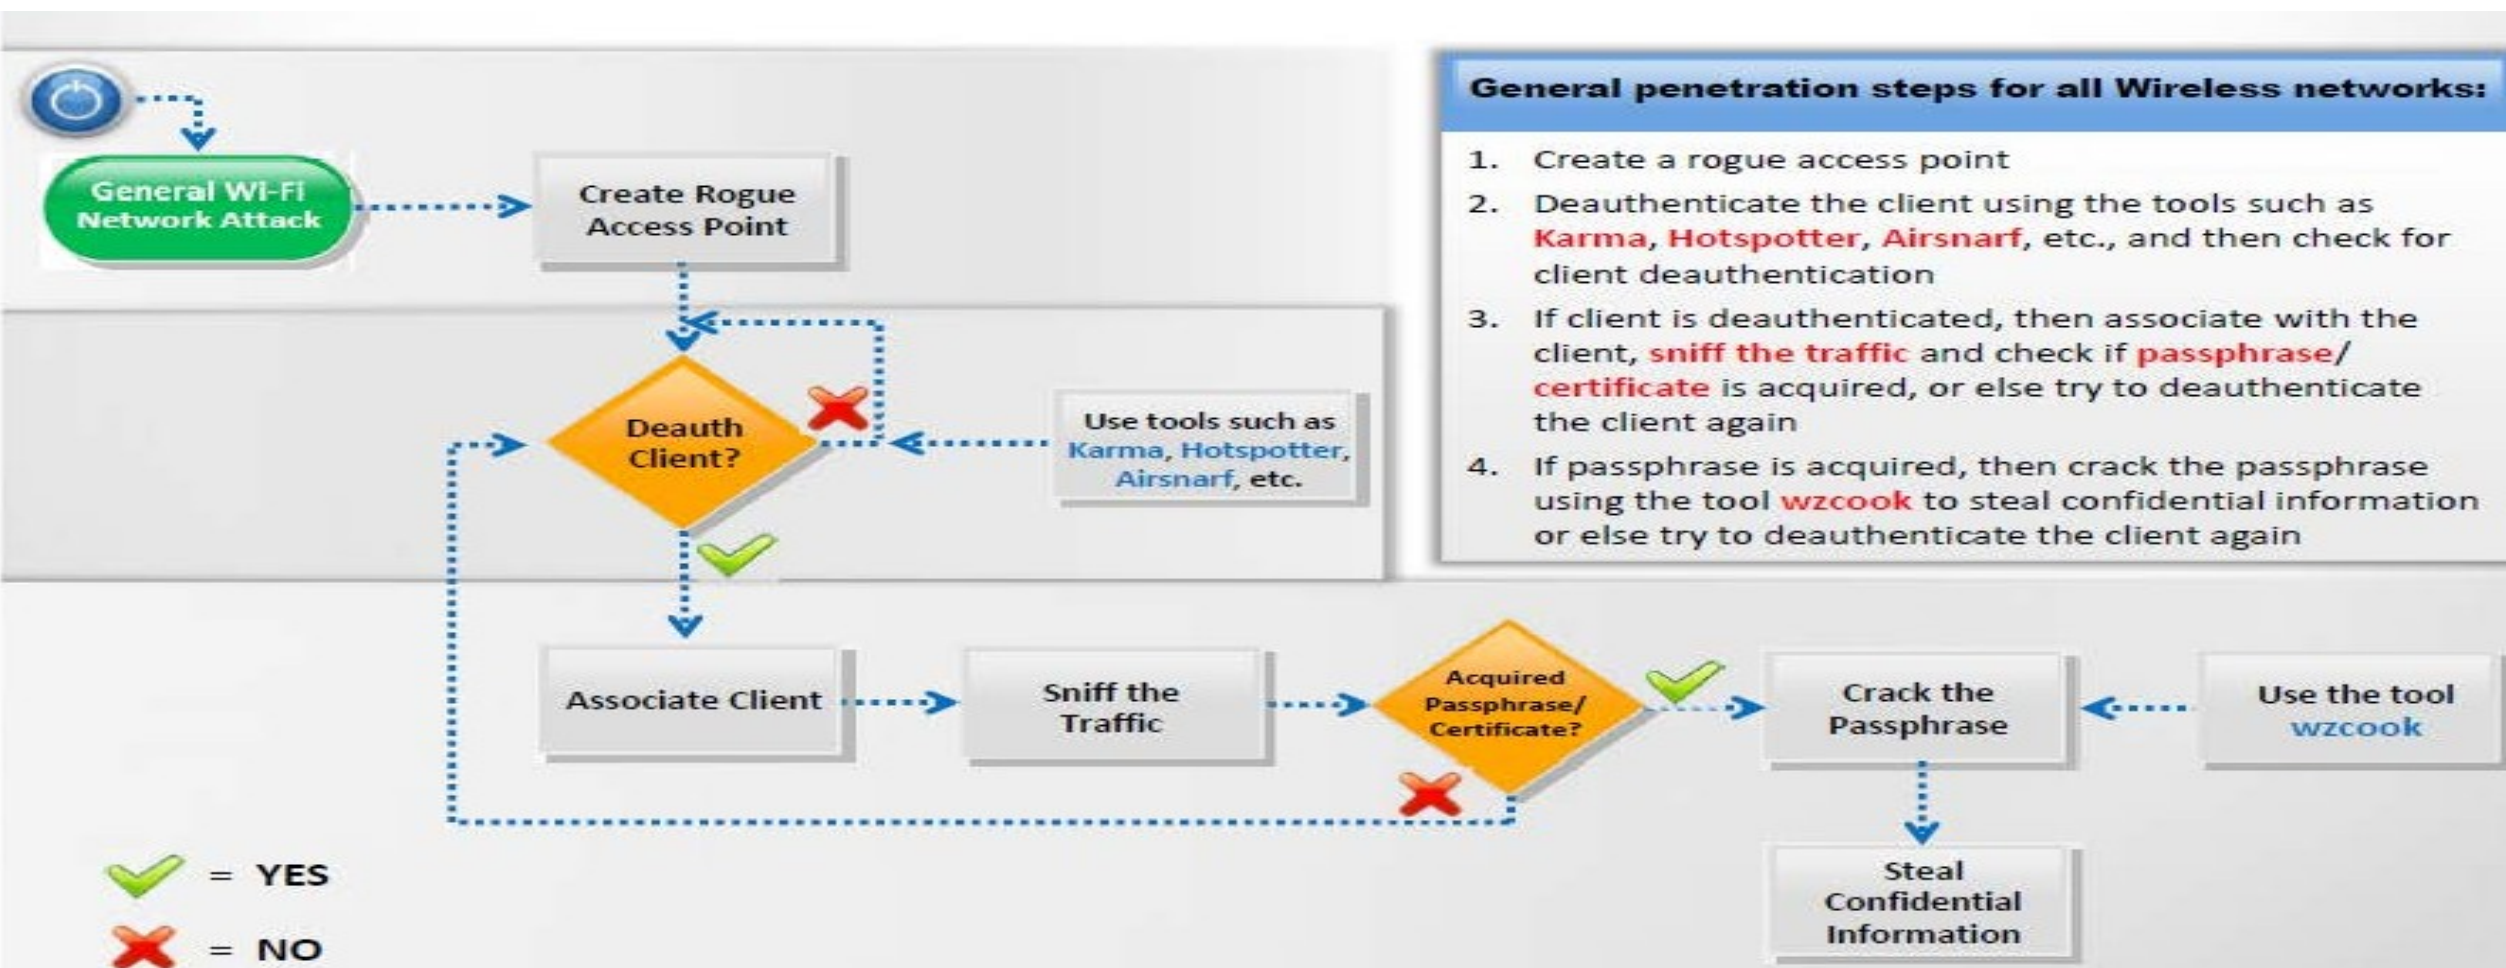 General Wi-Fi
Network Attack
Create Rogue
Access Point
Deauth
Client?
Use tools such as
Karma, Hotspotter,
Airsnarf, etc.
General penetration steps for all Wireless networks:
1. Create a rogue access point
2. Deauthenticate the client using the tools such as
Karma, Hotspotter, Airsnarf, etc., and then check for
client deauthentication
3. If client is deauthenticated, then associate with the
client, sniff the traffic and check if passphrase/
certificate is acquired, or else try to deauthenticate
the client again
4. If passphrase is acquired, then crack the passphrase
using the tool wzcook to steal confidential information
or else try to deauthenticate the client again
Associate Client
Sniff the
Traffic
Acquired
Passphrase/
Certificate?
Crack the
Passphrase
Use the tool
wzcook
Steal
Confidential
Information
= YES
= NO